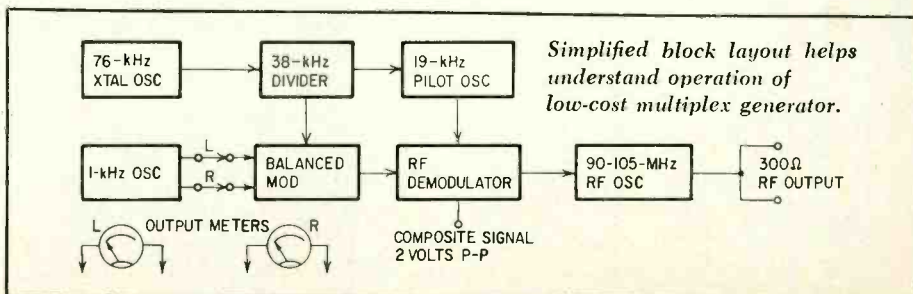 76-kHz
XTAL OSC
38-kHz
DIVIDER
19-kHz
PILOT OSC
Simplified block layout helps
understand operation of
low-cost multiplex generator.
1-kHz OSC
L
R
BALANCED
MOD
RF
DEMODULATOR
90-105-MHz
RF OSC
300Ω
RF OUTPUT
L OUTPUT METERS R
COMPOSITE SIGNAL
2 VOLTS P-P